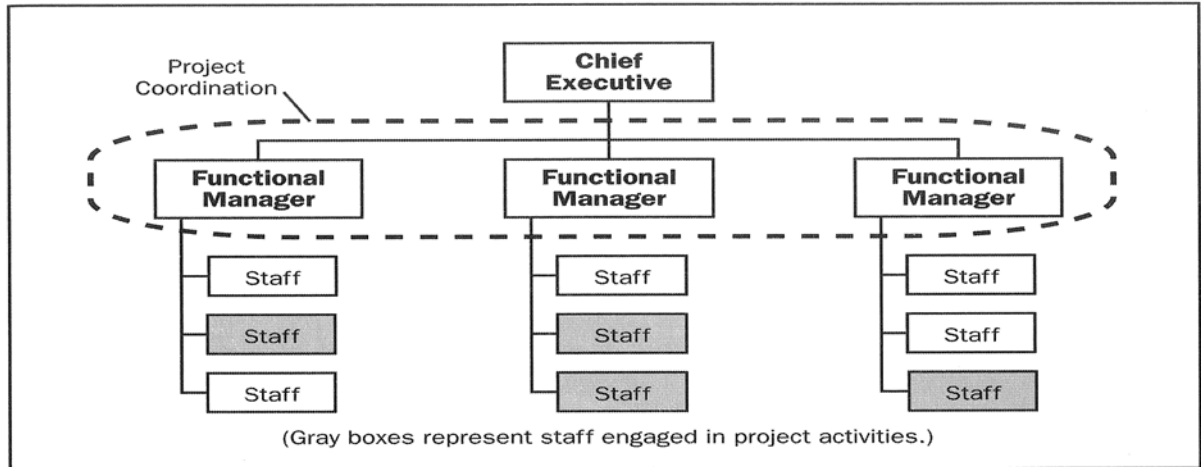 Chief
Executive
Project
Coordination
Functional
Manager
Functional
Manager
Functional
Manager
Staff
Staff
Staff
Staff
Staff
Staff
Staff
Staff
Staff
(Gray boxes represent staff engaged in project activities.)